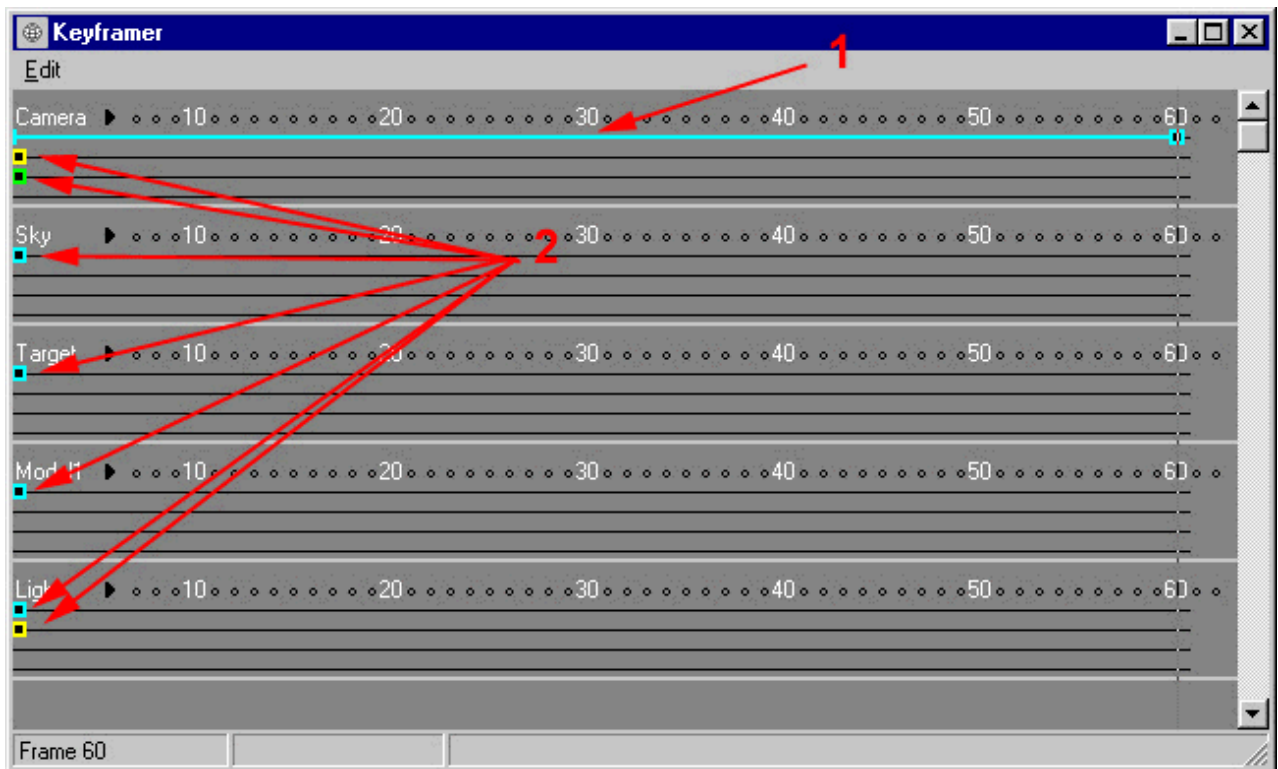 Keyframer
1
Edit
Camera 10 20 30 40 50 60
Sky 10 20 30 40 50 60
2
Target 10 20 30 40 50 60
Model1 10 20 30 40 50 60
Light 10 20 30 40 50 60
Frame 60